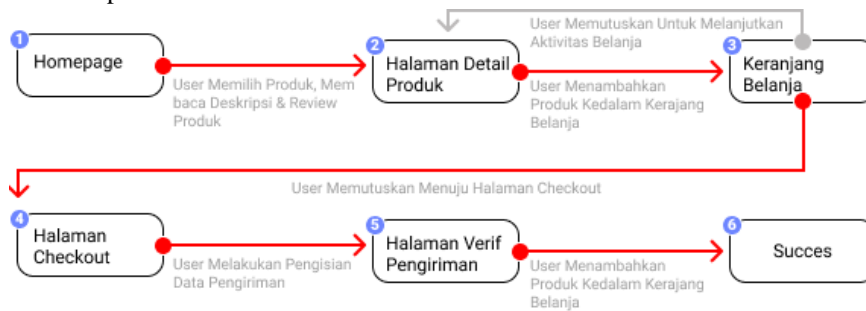 User Memutuskan Untuk Melanjutkan
Aktivitas Belanja
1
Homepage
User Memilih Produk, Mem
baca Deskripsi & Review
Produk
2
Halaman Detail
Produk
User Menambahkan
Produk Kedalam Kerajang
Belanja
3
Keranjang
Belanja
User Memutuskan Menuju Halaman Checkout
4
Halaman
Checkout
User Melakukan Pengisian
Data Pengiriman
5
Halaman Verif
Pengiriman
User Menambahkan
Produk Kedalam Kerajang
Belanja
6
Succes